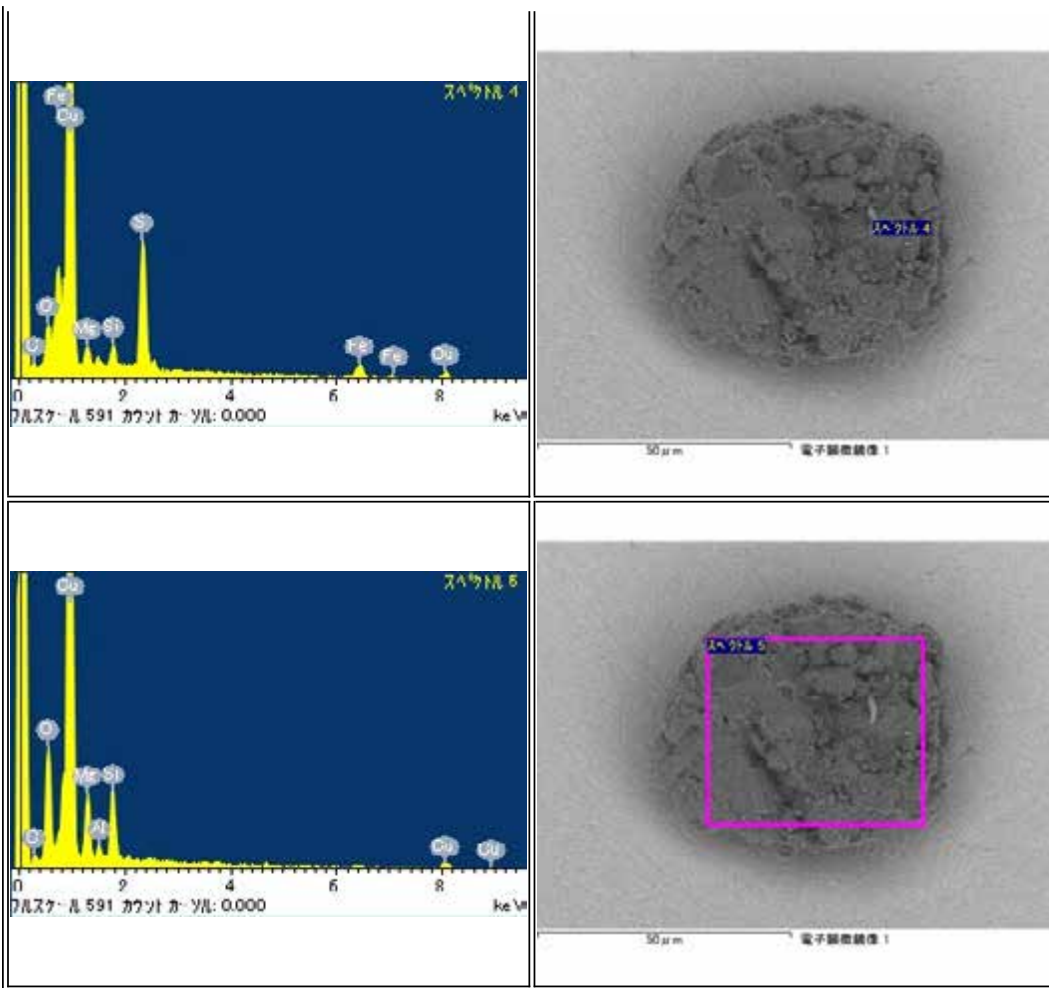 スペクトル 4
Fe
Cu
S
O
C
Mg
Si
Fe
Fe
Cu
0 2 4 6 8
フルスケール 591 カウント カーソル: 0.000 keV
スペクトル 4
50μm 電子顕微鏡像 1
スペクトル 5
Cu
O
C
Mg
Al
Si
Cu
Cu
0 2 4 6 8
フルスケール 591 カウント カーソル: 0.000 keV
スペクトル 5
50μm 電子顕微鏡像 1